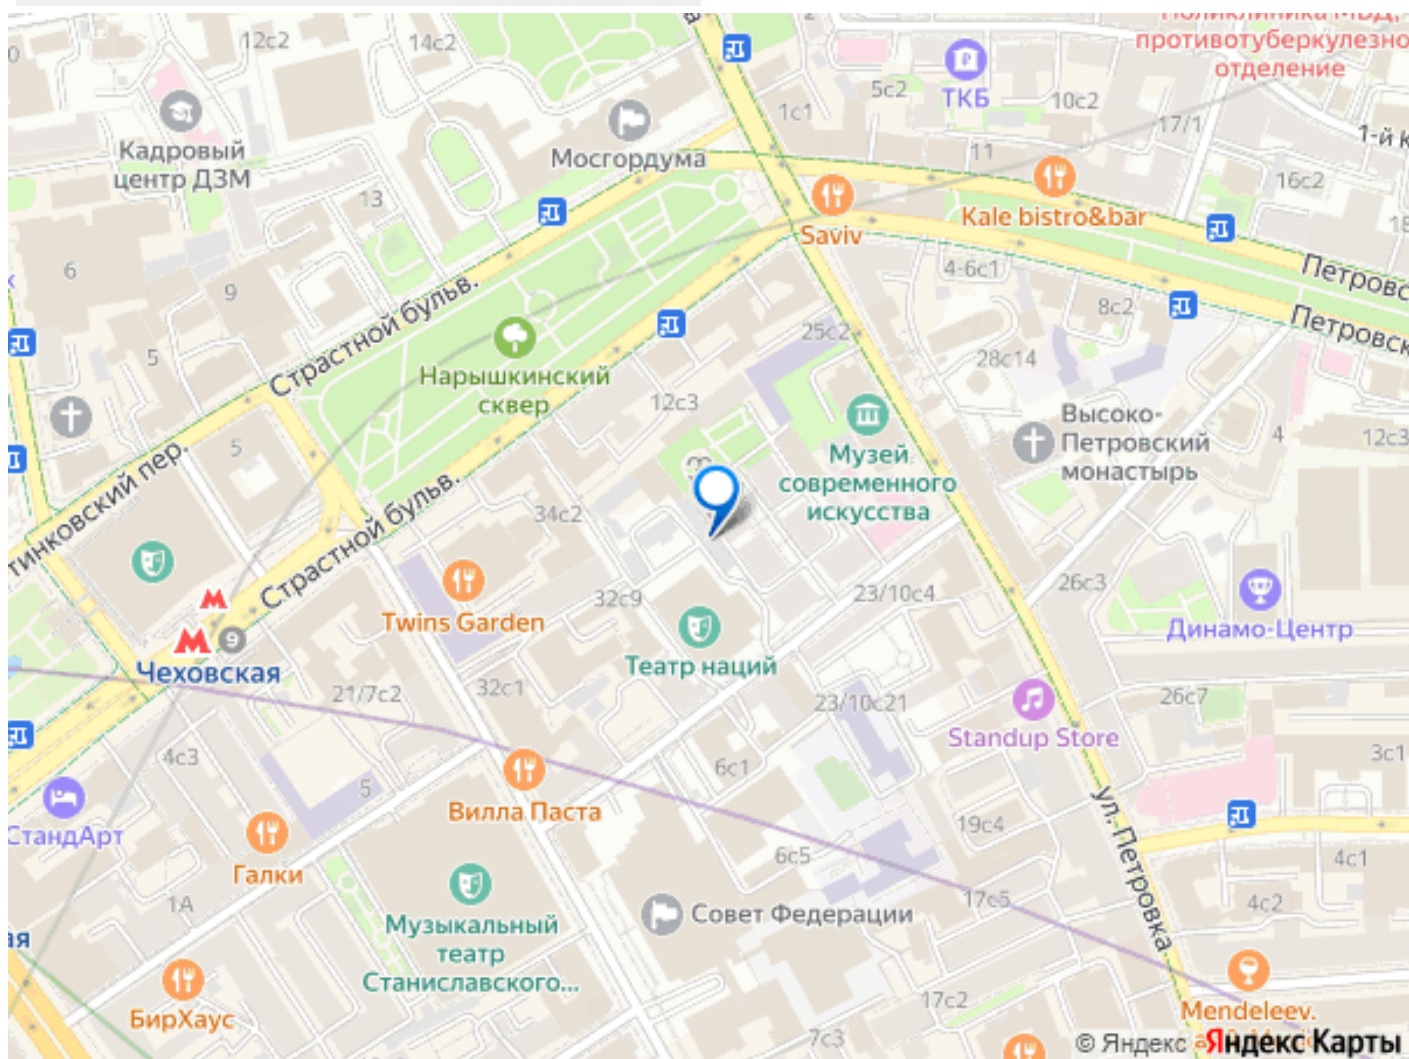 Поликлиника МВД,
противотуберкулезно
отделение
12с2
14с2
ТКБ
5с2
10с2
1с1
17/1
1-й К
Кадровый
центр ДЗМ
Мосгордума
11
13
16с2
Kale bistro&bar
Saviv
6
9
4-6с1
Петровс
Страстной бульв.
8с2
Петровск
25с2
5
28с14
Нарышкинский
сквер
12с3
Высоко-
Петровский
монастырь
4
12с3
5
Музей
современного
искусства
тинковский пер.
Страстной бульв.
34с2
26с3
23/10с4
32с9
Twins Garden
Динамо-Центр
9
Чеховская
Театр наций
32с1
21/7с2
23/10с21
26с7
Standup Store
4с3
6с1
3с1
5
Вилла Паста
СтандАрт
ул. Петровка
19с4
Галки
6с5
4с1
1А
17с5
4с2
Совет Федерации
Музыкальный
театр
Станиславского...
ая
17с2
БирХаус
7с3
Mendeleev.
© Яндекс Яндекс Карты